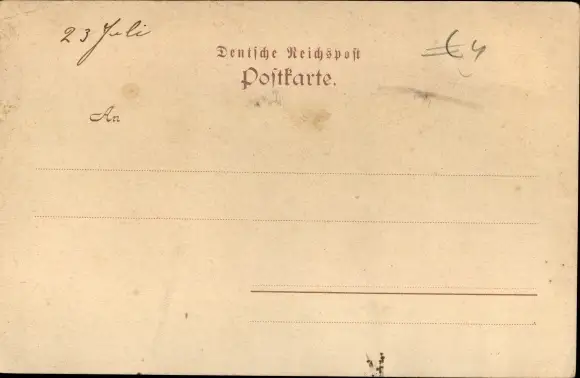 23 Juli
Deutsche Reichspost
Postkarte.
An